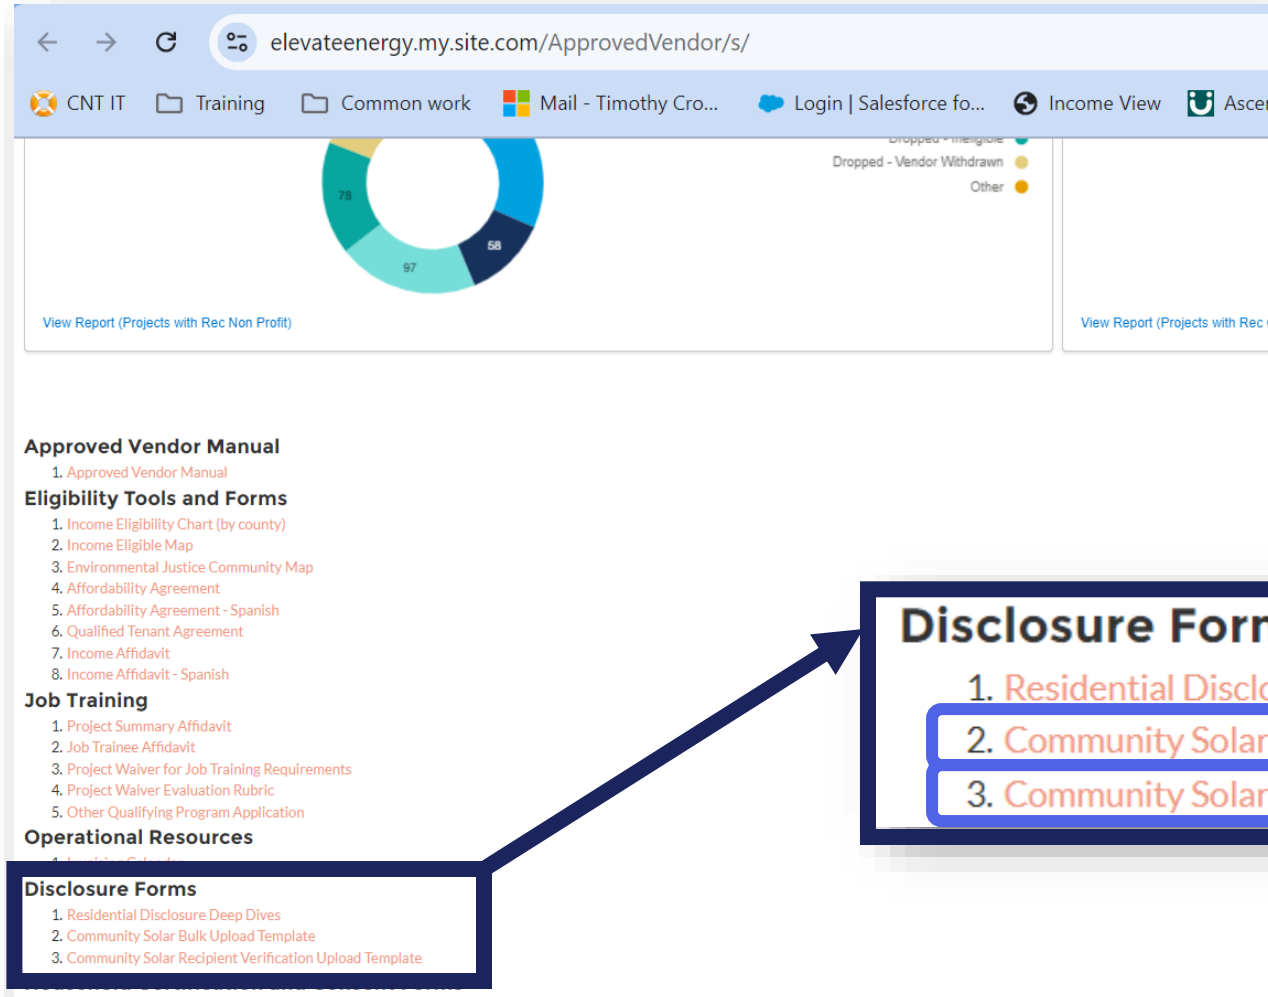 elevateenergy.my.site.com/ApprovedVendor/s/
CNT IT Training Common work Mail - Timothy Cro... Login | Salesforce fo... Income View
Dropped - Ineligible
Dropped - Vendor Withdrawn
Other
78
58
97
View Report (Projects with Rec Non Profit)
View Report (Projects with Rec
Approved Vendor Manual
1. Approved Vendor Manual
Eligibility Tools and Forms
1. Income Eligibility Chart (by county)
2. Income Eligible Map
3. Environmental Justice Community Map
4. Affordability Agreement
5. Affordability Agreement - Spanish
6. Qualified Tenant Agreement
7. Income Affidavit
8. Income Affidavit - Spanish
Job Training
1. Project Summary Affidavit
2. Job Trainee Affidavit
3. Project Waiver for Job Training Requirements
4. Project Waiver Evaluation Rubric
5. Other Qualifying Program Application
Operational Resources
1. Invoicing Calendar
Disclosure Forms
1. Residential Disclosure Deep Dives
2. Community Solar Bulk Upload Template
3. Community Solar Recipient Verification Upload Template
Disclosure
1. Residential
2. Community Solar
3. Community Solar